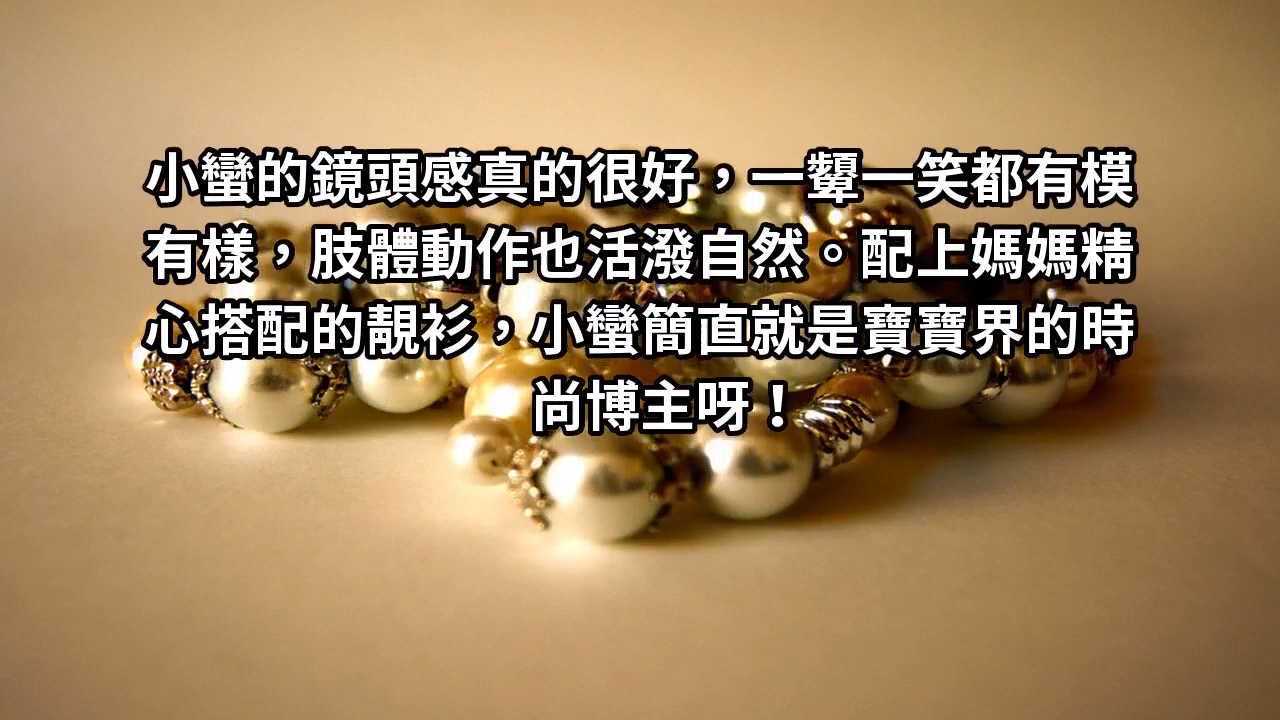 小蠻的鏡頭感真的很好，一顰一笑都有模
有樣，肢體動作也活潑自然。配上媽媽精
心搭配的靚衫，小蠻簡直就是寶寶界的時
尚博主呀！